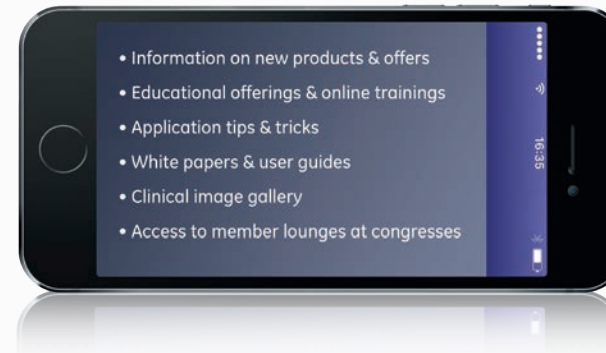 • Information on new products & offers
• Educational offerings & online trainings
• Application tips & tricks
• White papers & user guides
• Clinical image gallery
• Access to member lounges at congresses
16:35